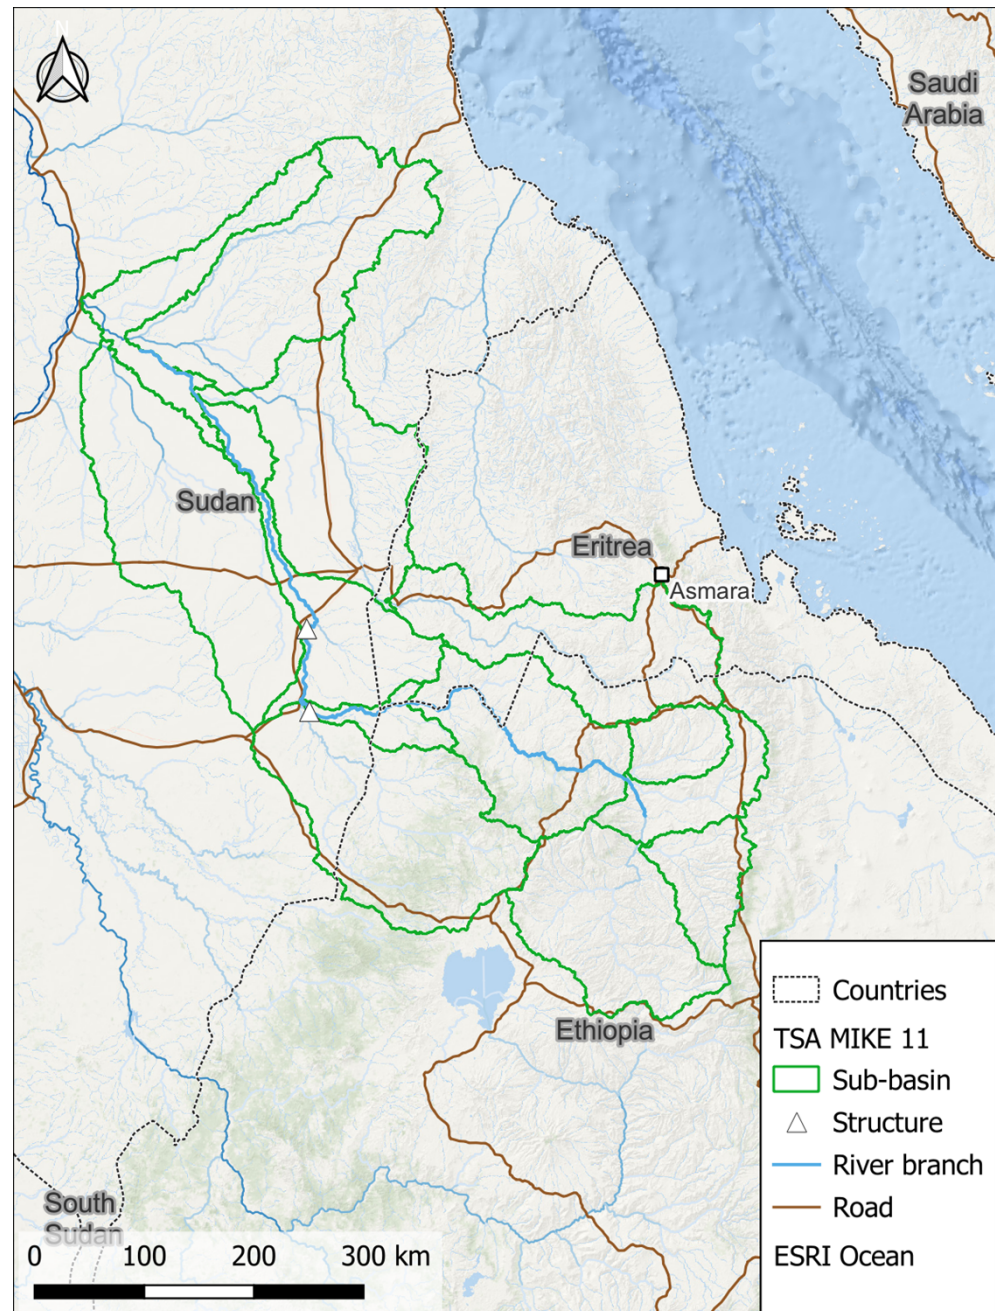 N
Saudi
Arabia
Sudan
Eritrea
Asmara
Ethiopia
South
Sudan
0 100 200 300 km
Countries
TSA MIKE 11
Sub-basin
Structure
River branch
Road
ESRI Ocean